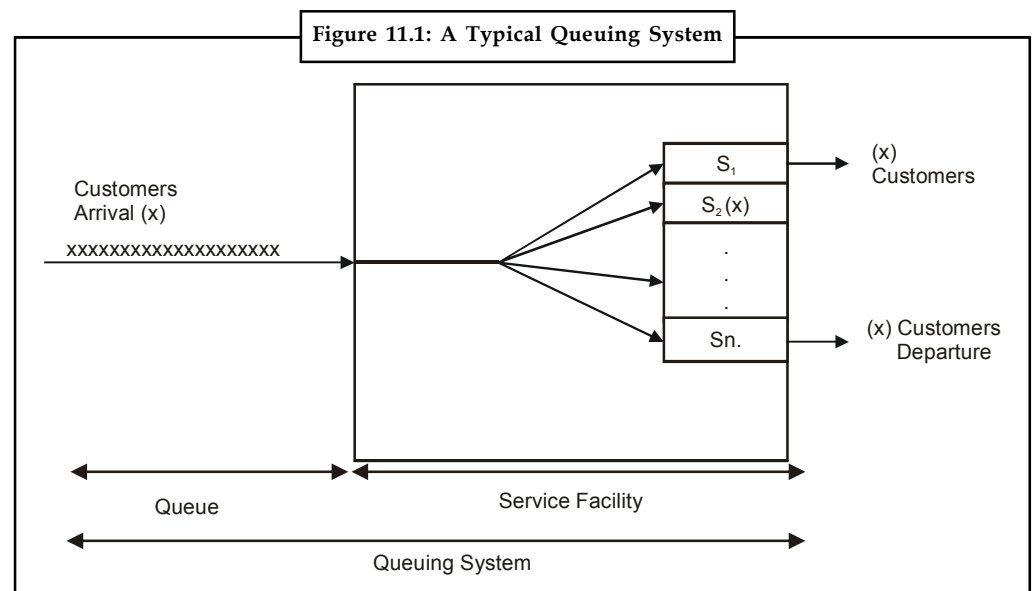 Figure 11.1: A Typical Queuing System
Customers
Arrival (x)
xxxxxxxxxxxxxxxxxxxx
S₁
S₂(x)
.
.
.
Sn.
(x)
Customers
(x) Customers
Departure
Queue
Service Facility
Queuing System